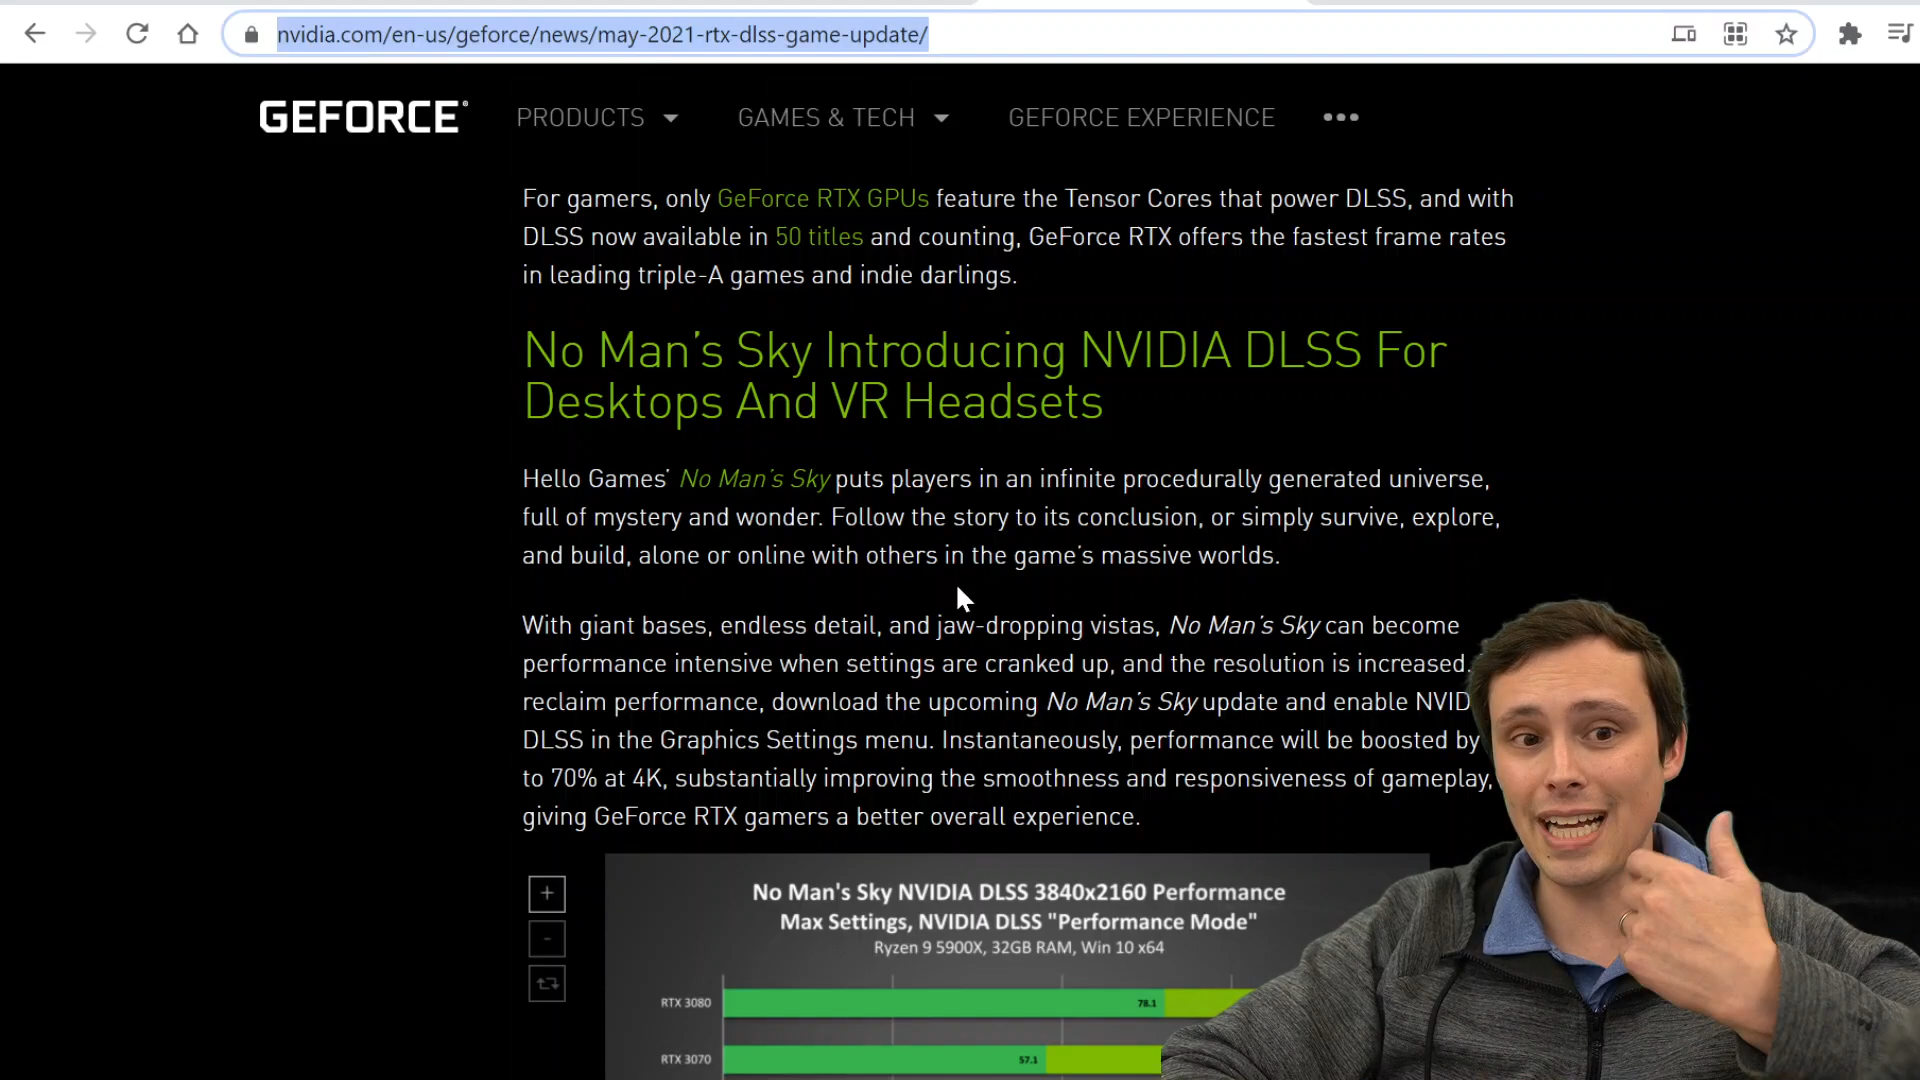 nvidia.com/en-us/geforce/news/may-2021-rtx-dlss-game-update/
GEFORCE
PRODUCTS
GAMES & TECH
GEFORCE EXPERIENCE
For gamers, only GeForce RTX GPUs feature the Tensor Cores that power DLSS, and with
DLSS now available in 50 titles and counting, GeForce RTX offers the fastest frame rates
in leading triple-A games and indie darlings.
No Man's Sky Introducing NVIDIA DLSS For
Desktops And VR Headsets
Hello Games' No Man's Sky puts players in an infinite procedurally generated universe,
full of mystery and wonder. Follow the story to its conclusion, or simply survive, explore,
and build, alone or online with others in the game's massive worlds.
With giant bases, endless detail, and jaw-dropping vistas, No Man's Sky can become
performance intensive when settings are cranked up, and the resolution is increased.
reclaim performance, download the upcoming No Man's Sky update and enable NVID
DLSS in the Graphics Settings menu. Instantaneously, performance will be boosted by
to 70% at 4K, substantially improving the smoothness and responsiveness of gameplay,
giving GeForce RTX gamers a better overall experience.
No Man's Sky NVIDIA DLSS 3840x2160 Performance
Max Settings, NVIDIA DLSS "Performance Mode"
Ryzen 9 5900X, 32GB RAM, Win 10 x64
RTX 3080
78.1
RTX 3070
57.1